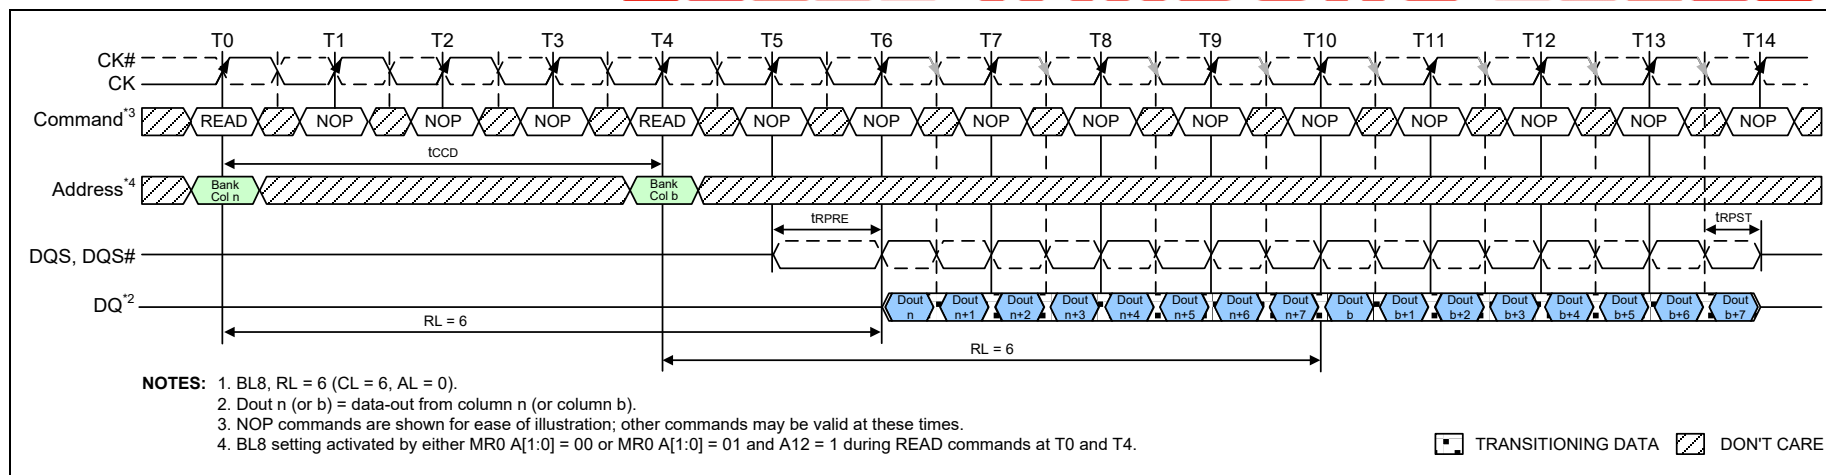 T0 T1 T2 T3 T4 T5 T6 T7 T8 T9 T10 T11 T12 T13 T14
CK#
CK
Command*3 READ NOP NOP NOP READ NOP NOP NOP NOP NOP NOP NOP NOP NOP NOP
tCCD
Address*4 Bank Col n Bank Col b
tRPRE tRPST
DQS, DQS#
DQ*2 Dout n Dout n+1 Dout n+2 Dout n+3 Dout n+4 Dout n+5 Dout n+6 Dout n+7 Dout b Dout b+1 Dout b+2 Dout b+3 Dout b+4 Dout b+5 Dout b+6 Dout b+7
RL = 6
RL = 6
NOTES: 1. BL8, RL = 6 (CL = 6, AL = 0).
2. Dout n (or b) = data-out from column n (or column b).
3. NOP commands are shown for ease of illustration; other commands may be valid at these times.
4. BL8 setting activated by either MR0 A[1:0] = 00 or MR0 A[1:0] = 01 and A12 = 1 during READ commands at T0 and T4.
TRANSITIONING DATA DON'T CARE